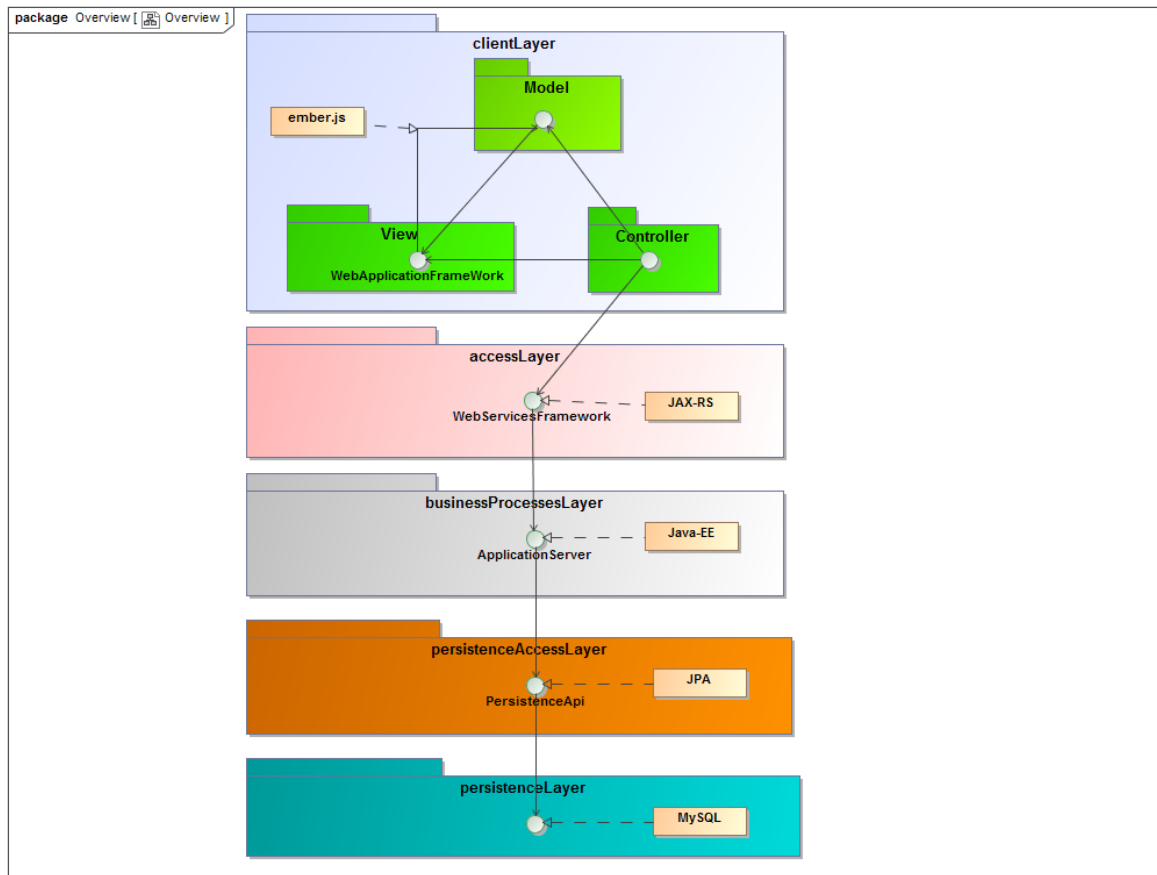 package Overview [ Overview ]
clientLayer
Model
ember.js
View
Controller
WebApplicationFrameWork
accessLayer
JAX-RS
WebServicesFramework
businessProcessesLayer
Java-EE
ApplicationServer
persistenceAccessLayer
JPA
PersistenceApi
persistenceLayer
MySQL